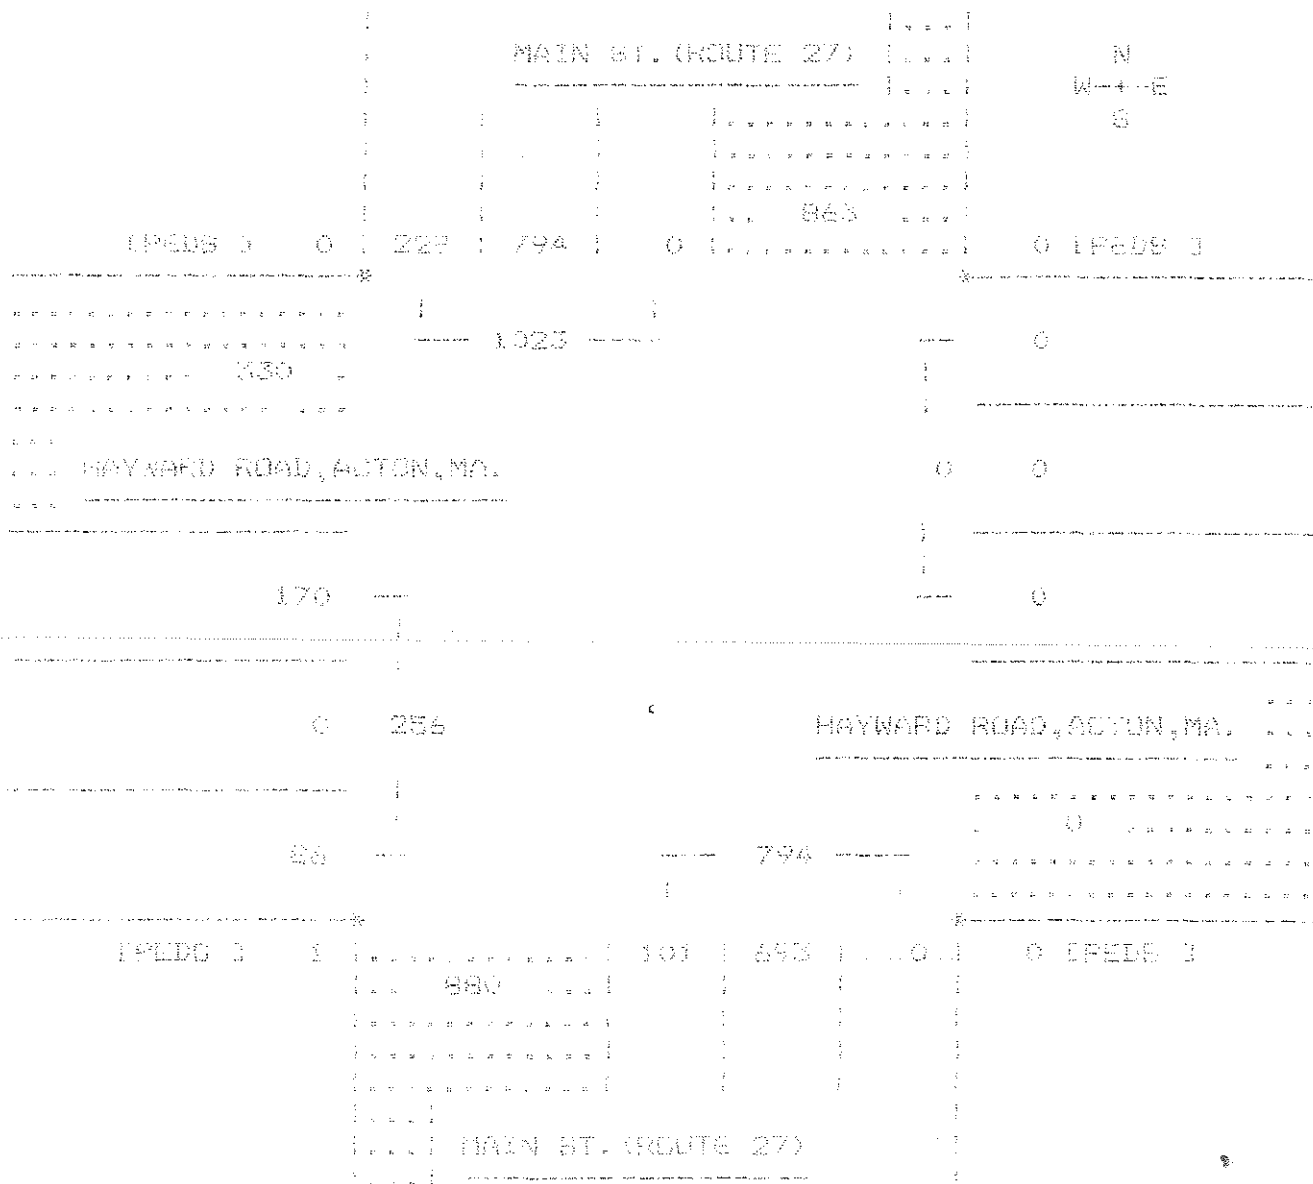 MAIN ST.(ROUTE 27)
N
W--+--E
S
863
[PEDS ] 0 229 794 0 0 [PEDS ]
1023 0
330
HAYWARD ROAD,ACTON,MA. 0 0
170 0
0 256 HAYWARD ROAD,ACTON,MA.
0
86 794
[PEDS ] 1 101 693 0 0 [PEDS ]
880
MAIN ST.(ROUTE 27)